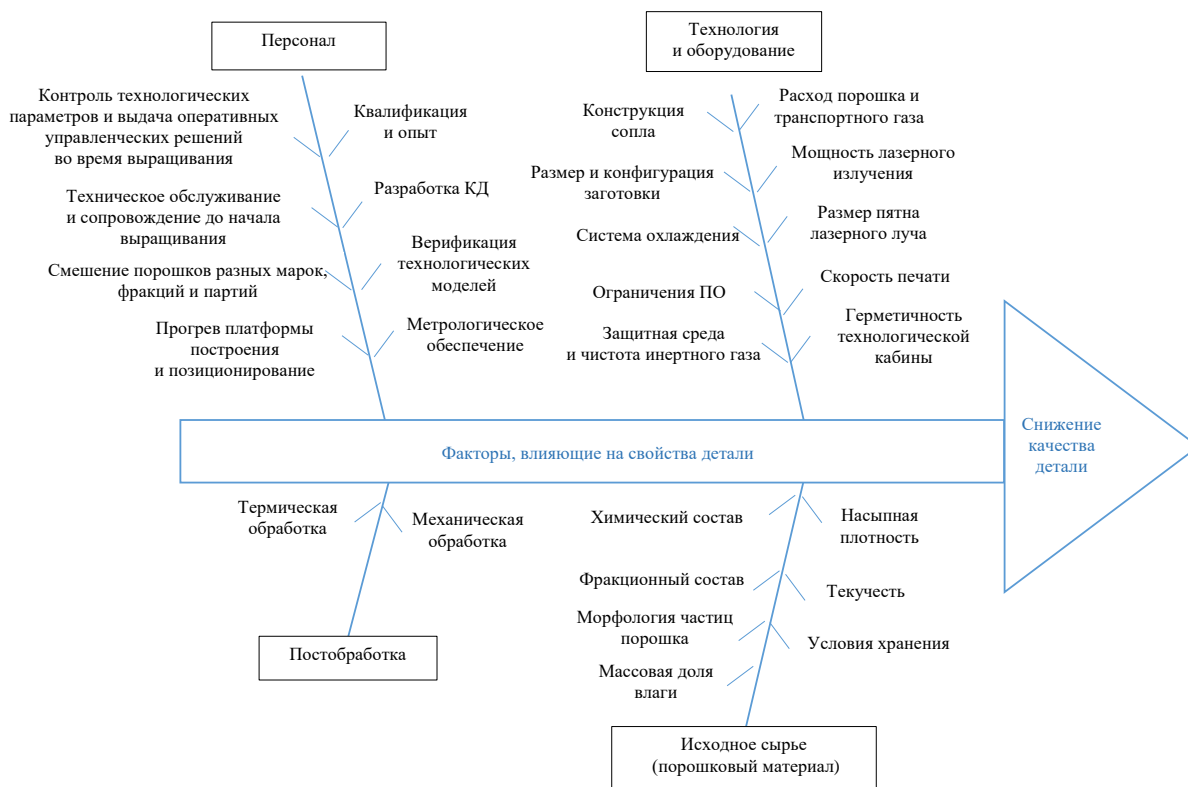 Персонал
Технология
и оборудование
Контроль технологических
параметров и выдача оперативных
управленческих решений
во время выращивания
Квалификация
и опыт
Техническое обслуживание
и сопровождение до начала
выращивания
Разработка КД
Смешение порошков разных марок,
фракций и партий
Верификация
технологических
моделей
Прогрев платформы
построения
и позиционирование
Метрологическое
обеспечение
Конструкция
сопла
Расход порошка и
транспортного газа
Размер и конфигурация
заготовки
Мощность лазерного
излучения
Система охлаждения
Размер пятна
лазерного луча
Ограничения ПО
Скорость печати
Защитная среда
и чистота инертного газа
Герметичность
технологической
кабины
Факторы, влияющие на свойства детали
Снижение
качества
детали
Термическая
обработка
Механическая
обработка
Постобработка
Химический состав
Насыпная
плотность
Фракционный состав
Текучесть
Морфология частиц
порошка
Условия хранения
Массовая доля
влаги
Исходное сырье
(порошковый материал)